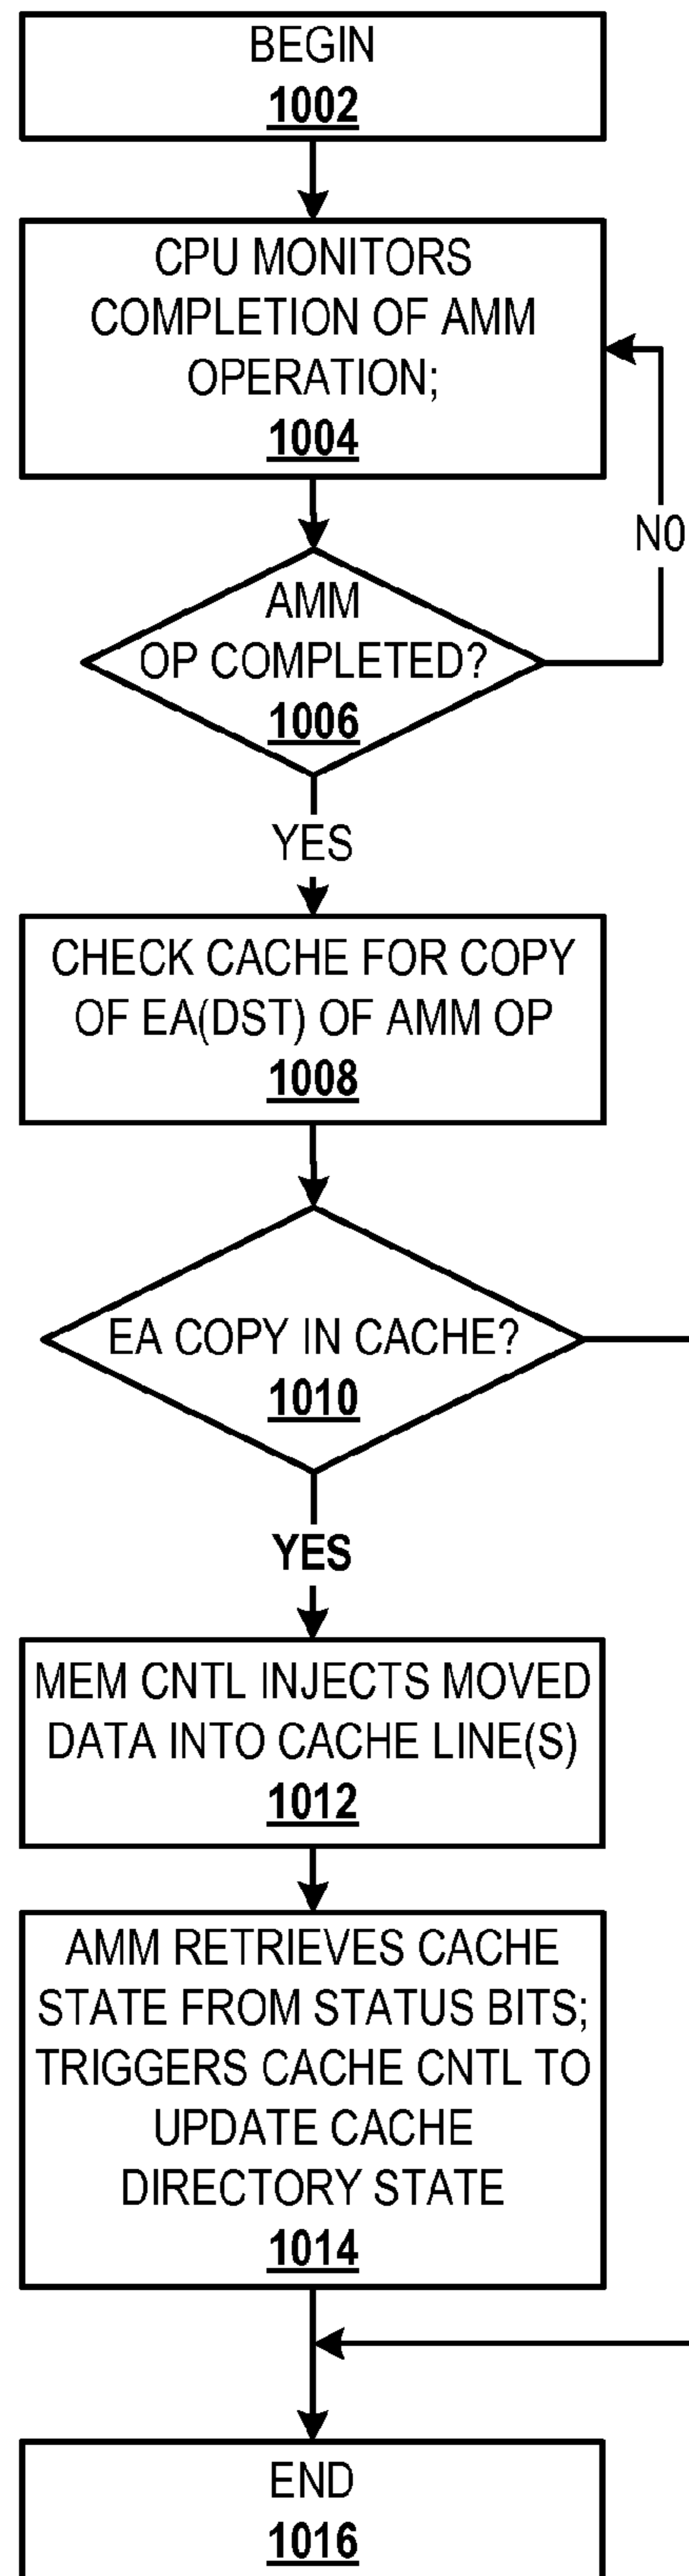 BEGIN
1002
CPU MONITORS
COMPLETION OF AMM
OPERATION;
1004
NO
AMM
OP COMPLETED?
1006
YES
CHECK CACHE FOR COPY
OF EA(DST) OF AMM OP
1008
EA COPY IN CACHE?
1010
YES
MEM CNTL INJECTS MOVED
DATA INTO CACHE LINE(S)
1012
AMM RETRIEVES CACHE
STATE FROM STATUS BITS;
TRIGGERS CACHE CNTL TO
UPDATE CACHE
DIRECTORY STATE
1014
END
1016